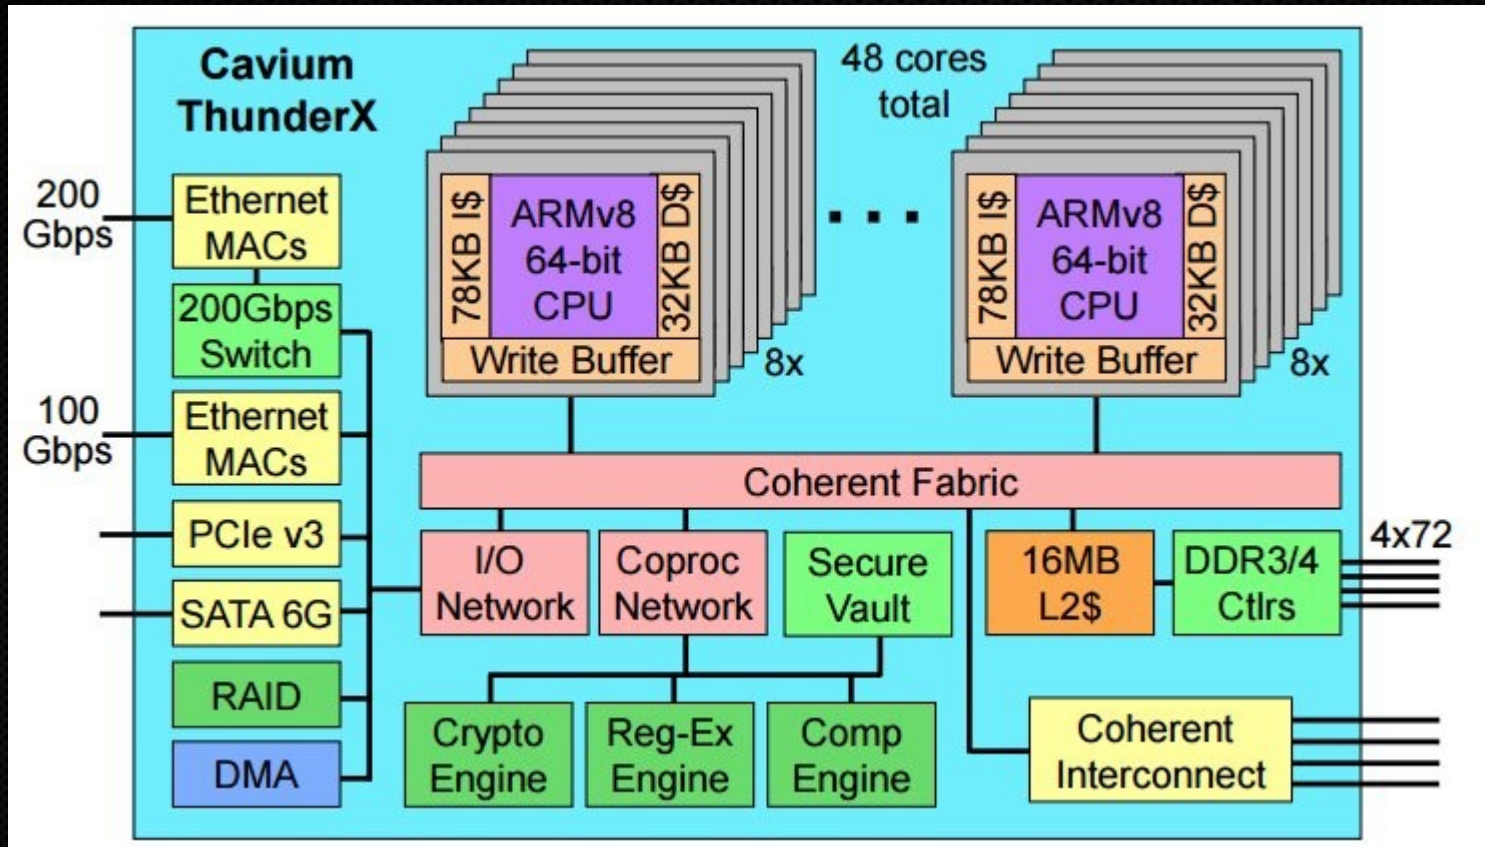 Cavium
ThunderX
48 cores
total
78KB I$
ARMv8
64-bit
CPU
32KB D$
Write Buffer
8x
78KB I$
ARMv8
64-bit
CPU
32KB D$
Write Buffer
8x
200
Gbps
Ethernet
MACs
200Gbps
Switch
100
Gbps
Ethernet
MACs
PCIe v3
SATA 6G
RAID
DMA
Coherent Fabric
I/O
Network
Coproc
Network
Secure
Vault
16MB
L2$
DDR3/4
Ctlrs
4x72
Crypto
Engine
Reg-Ex
Engine
Comp
Engine
Coherent
Interconnect